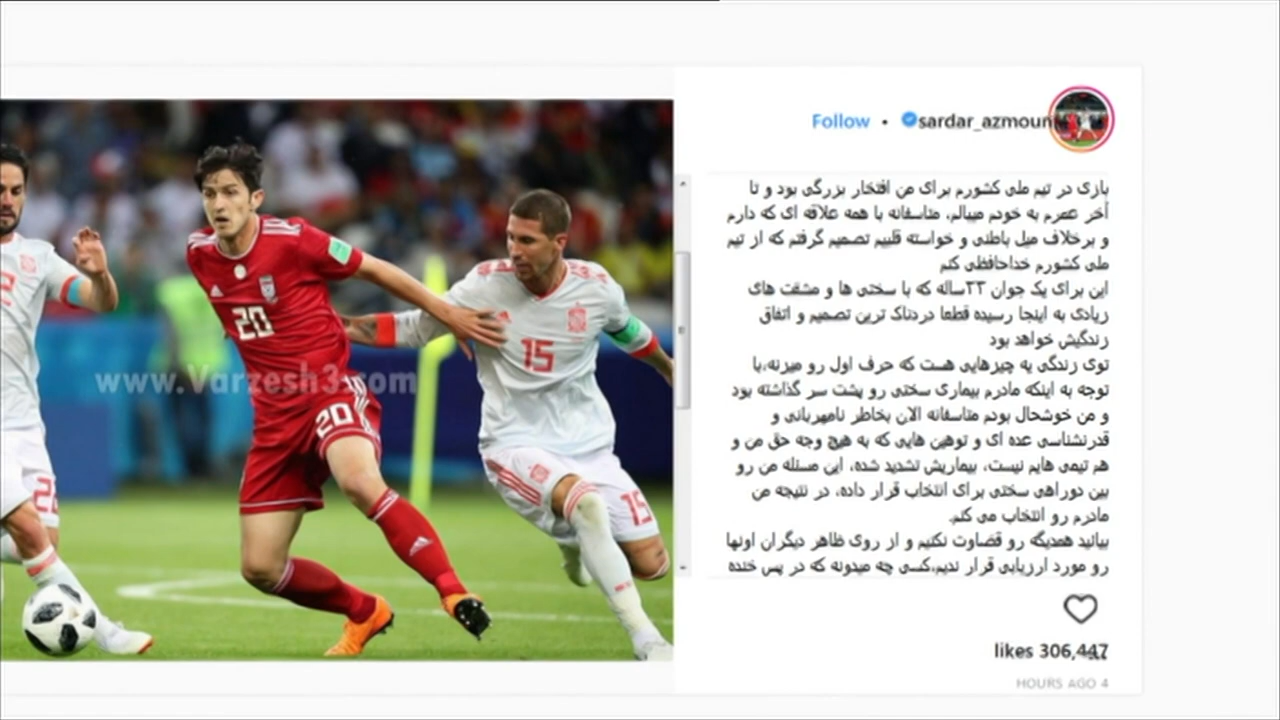 Follow • sardar_azmoun
بازی در تیم ملی کشورم برای من افتخار بزرگی بود و تا
آخر عمرم به خودم میبالم، متاسفانه با همه علاقه ای که دارم
و برخلاف میل باطنی و خواسته قلبیم تصمیم گرفتم که از تیم
ملی کشورم خداحافظی کنم
این برای یک جوان ۲۳ساله که با سختی ها و مشقت های
زیادی به اینجا رسیده قطعا دردناک ترین تصمیم و اتفاق
زندگیش خواهد بود
توی زندگی یه چیزهایی هست که حرف اول رو میزنه،با
توجه به اینکه مادرم بیماری سختی رو پشت سر گذاشته بود
و من خوشحال بودم متاسفانه الان بخاطر نامهربانی و
قدرنشناسی عده ای و توهین هایی که به هیچ وجه حق من و
هم تیمی هایم نیست، بیماریش تشدید شده، این مسئله من رو
بین دوراهی سختی برای انتخاب قرار داده، در نتیجه من
مادرم رو انتخاب می کنم.
بیائید همدیگه رو قضاوت نکنیم و از روی ظاهر دیگران اونها
رو مورد ارزیابی قرار ندیم،کسی چه میدونه که در پس خنده
likes 306,447
HOURS AGO 4
www.Varzesh3.com
20
20
15
15
22